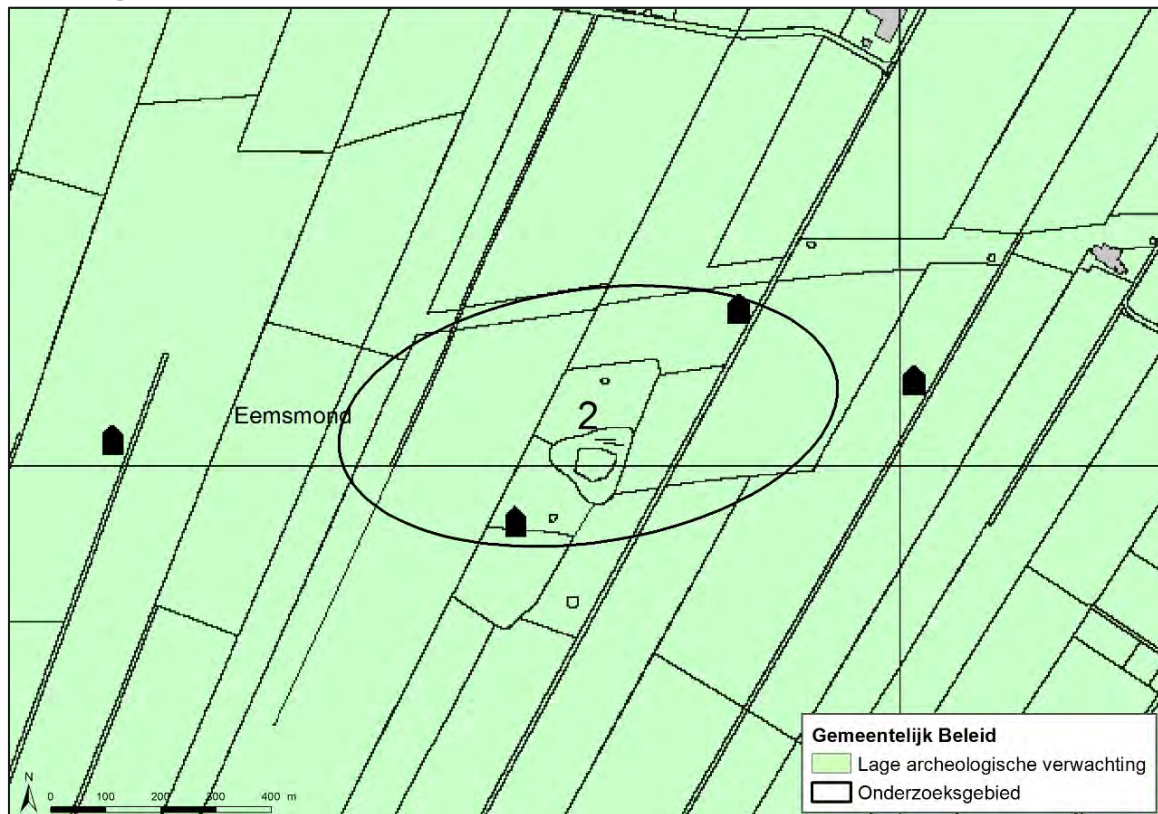 Eemsmond
2
Gemeentelijk Beleid
Lage archeologische verwachting
Onderzoeksgebied
N
0 100 200 300 400 m